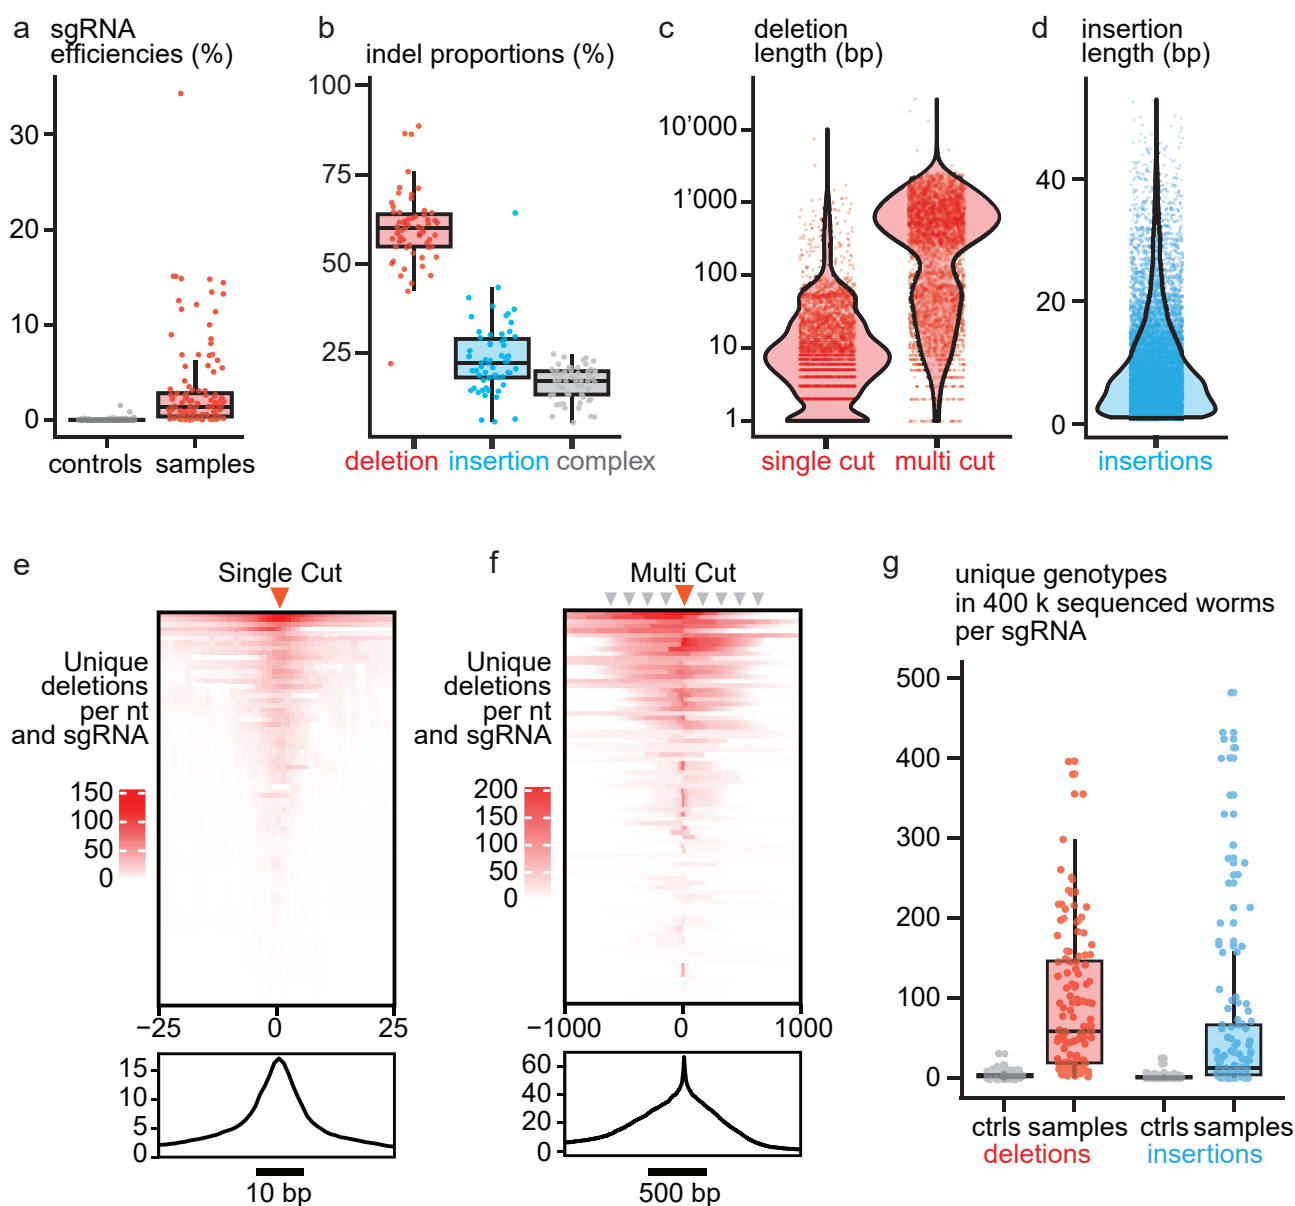 a
sgRNA
efficiencies (%)
30
20
10
0
controls
samples
b
indel proportions (%)
100
75
50
25
deletion
insertion
complex
c
deletion
length (bp)
10’000
1’000
100
10
1
single cut
multi cut
d
insertion
length (bp)
40
20
0
insertions
e
Single Cut
Unique
deletions
per nt
and sgRNA
150
100
50
0
−25
0
25
15
10
5
0
10 bp
f
Multi Cut
Unique
deletions
per nt
and sgRNA
200
150
100
50
0
−1000
0
1000
60
40
20
0
500 bp
g
unique genotypes
in 400 k sequenced worms
per sgRNA
500
400
300
200
100
0
ctrls samples
ctrls samples
deletions
insertions